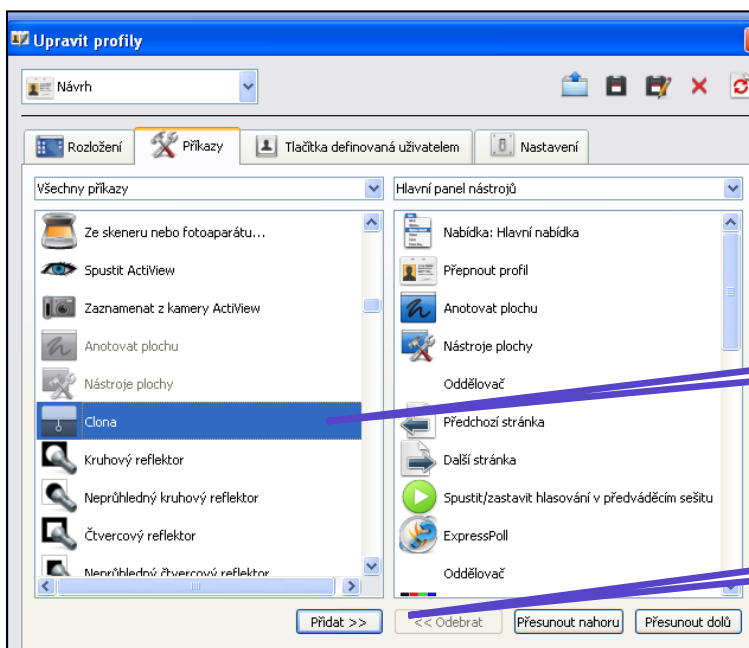 Upravit profily
Návrh
Rozložení
Příkazy
Tlačítka definovaná uživatelem
Nastavení
Všechny příkazy
Ze skeneru nebo fotoaparátu...
Spustit ActiView
Zaznamenat z kamery ActiView
Anotovat plochu
Nástroje plochy
Clona
Kruhový reflektor
Neprůhledný kruhový reflektor
Čtvercový reflektor
Neprůhledný čtvercový reflektor
Hlavní panel nástrojů
Nabídka: Hlavní nabídka
Přepnout profil
Anotovat plochu
Nástroje plochy
Oddělovač
Předchozí stránka
Další stránka
Spustit/zastavit hlasování v předváděcím sešitu
ExpressPoll
Oddělovač
Přidat >>
<< Odebrat
Přesunout nahoru
Přesunout dolů